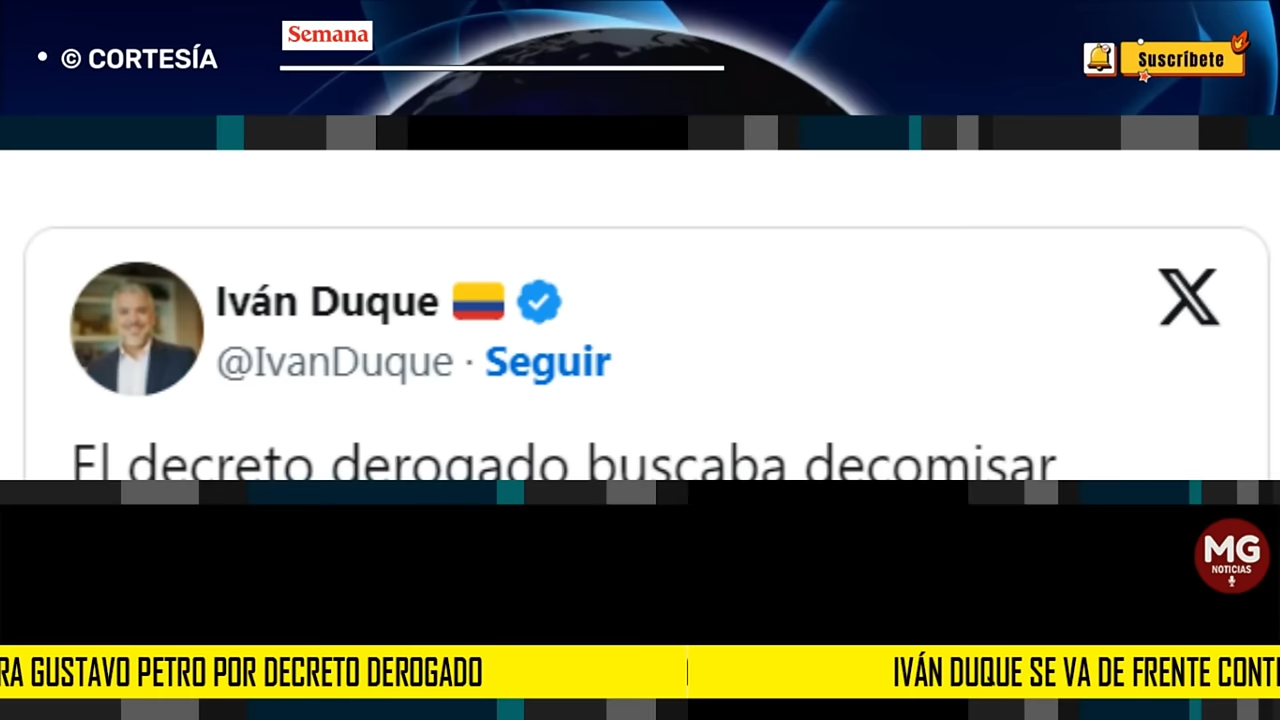 • © CORTESÍA
Semana
Suscríbete
Iván Duque
@IvanDuque · Seguir
El decreto derogado buscaba decomisar
MG
NOTICIAS
RA GUSTAVO PETRO POR DECRETO DEROGADO
IVÁN DUQUE SE VA DE FRENTE CONT